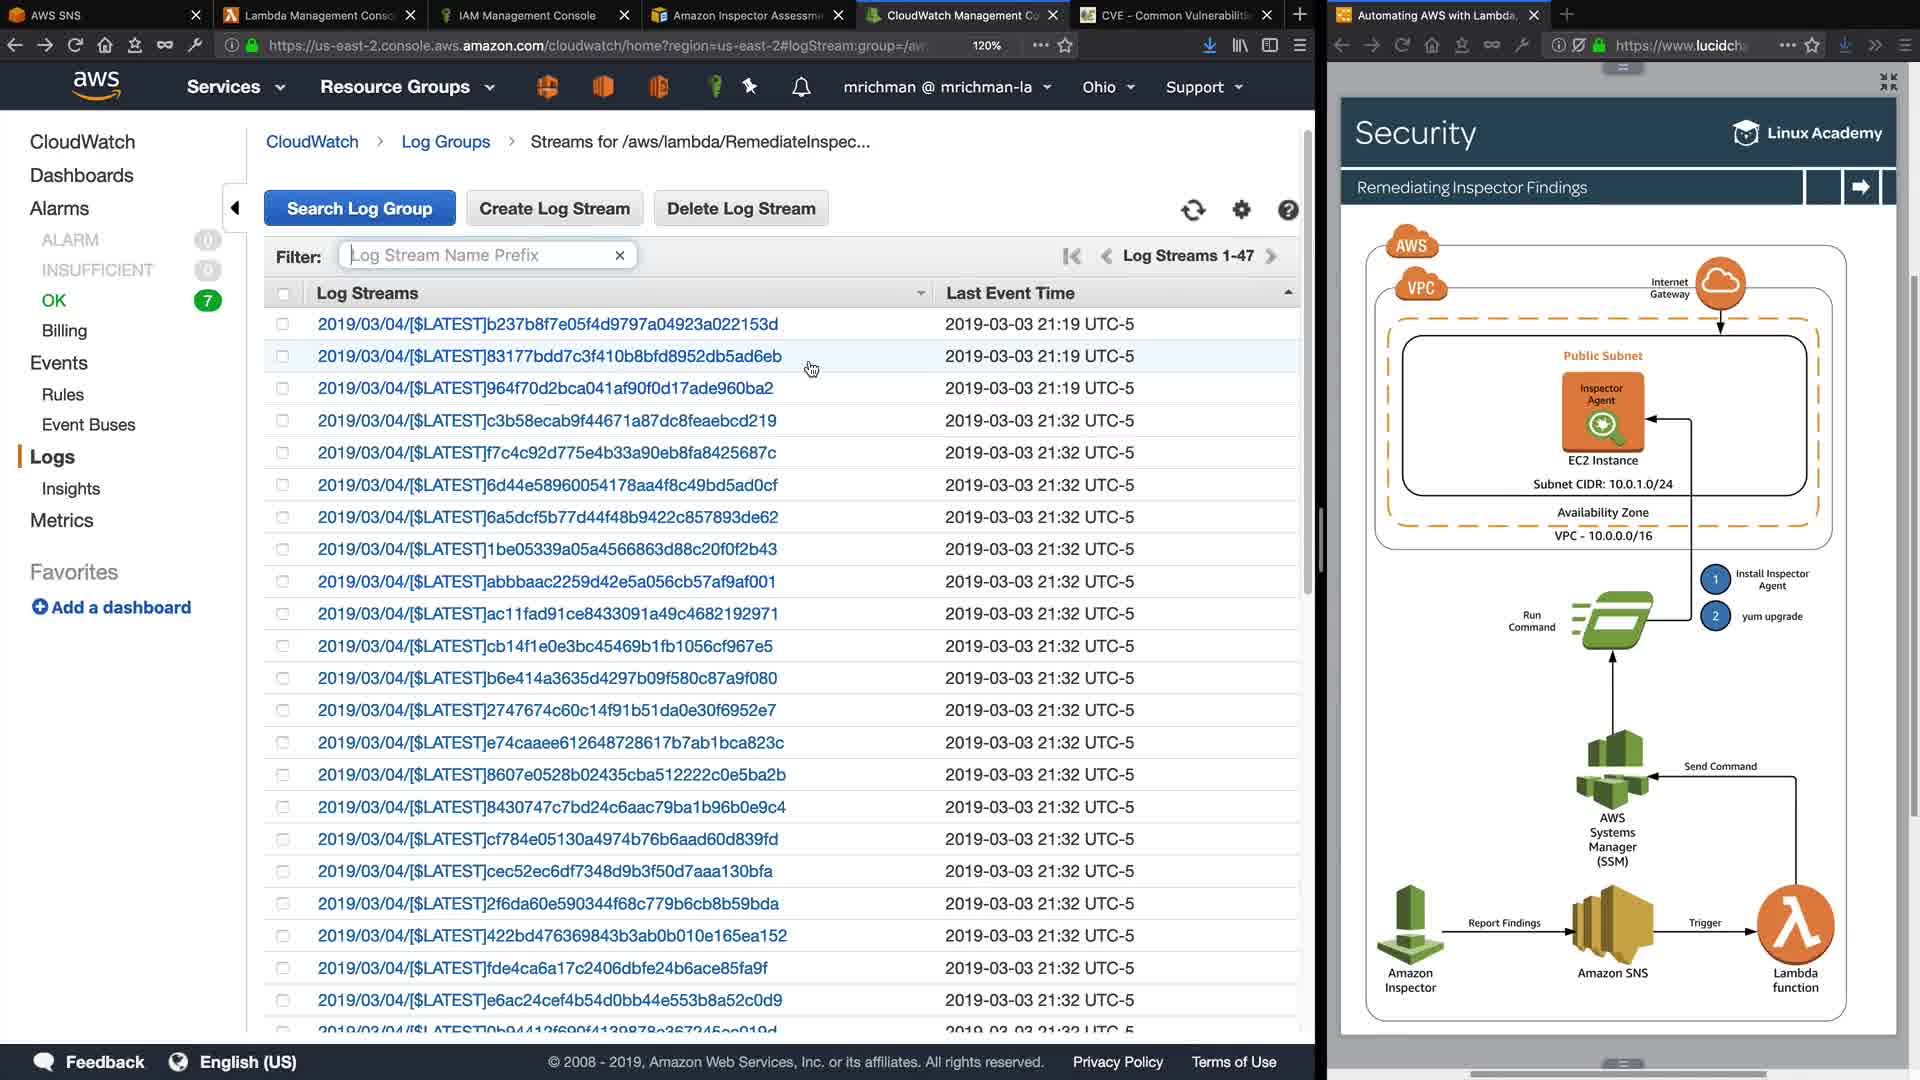 AWS SNS
Lambda Management Conso
IAM Management Console
Amazon Inspector Assessme
CloudWatch Management Co
CVE – Common Vulnerabiliti
Automating AWS with Lambda,
https://us-east-2.console.aws.amazon.com/cloudwatch/home?region=us-east-2#logStream:group=/aw
120%
https://www.lucidch
aws
Services
Resource Groups
mrichman @ mrichman-la
Ohio
Support
CloudWatch
Dashboards
Alarms
ALARM 0
INSUFFICIENT 0
OK 7
Billing
Events
Rules
Event Buses
Logs
Insights
Metrics
Favorites
Add a dashboard
CloudWatch > Log Groups > Streams for /aws/lambda/RemediateInspec...
Search Log Group
Create Log Stream
Delete Log Stream
Filter: Log Stream Name Prefix
Log Streams 1-47
Log Streams Last Event Time
2019/03/04/[$LATEST]b237b8f7e05f4d9797a04923a022153d 2019-03-03 21:19 UTC-5
2019/03/04/[$LATEST]83177bdd7c3f410b8bfd8952db5ad6eb 2019-03-03 21:19 UTC-5
2019/03/04/[$LATEST]964f70d2bca041af90f0d17ade960ba2 2019-03-03 21:19 UTC-5
2019/03/04/[$LATEST]c3b58ecab9f44671a87dc8feaebcd219 2019-03-03 21:32 UTC-5
2019/03/04/[$LATEST]f7c4c92d775e4b33a90eb8fa8425687c 2019-03-03 21:32 UTC-5
2019/03/04/[$LATEST]6d44e58960054178aa4f8c49bd5ad0cf 2019-03-03 21:32 UTC-5
2019/03/04/[$LATEST]6a5dcf5b77d44f48b9422c857893de62 2019-03-03 21:32 UTC-5
2019/03/04/[$LATEST]1be05339a05a4566863d88c20f0f2b43 2019-03-03 21:32 UTC-5
2019/03/04/[$LATEST]abbbaac2259d42e5a056cb57af9af001 2019-03-03 21:32 UTC-5
2019/03/04/[$LATEST]ac11fad91ce8433091a49c4682192971 2019-03-03 21:32 UTC-5
2019/03/04/[$LATEST]cb14f1e0e3bc45469b1fb1056cf967e5 2019-03-03 21:32 UTC-5
2019/03/04/[$LATEST]b6e414a3635d4297b09f580c87a9f080 2019-03-03 21:32 UTC-5
2019/03/04/[$LATEST]2747674c60c14f91b51da0e30f6952e7 2019-03-03 21:32 UTC-5
2019/03/04/[$LATEST]e74caaee612648728617b7ab1bca823c 2019-03-03 21:32 UTC-5
2019/03/04/[$LATEST]8607e0528b02435cba512222c0e5ba2b 2019-03-03 21:32 UTC-5
2019/03/04/[$LATEST]8430747c7bd24c6aac79ba1b96b0e9c4 2019-03-03 21:32 UTC-5
2019/03/04/[$LATEST]cf784e05130a4974b76b6aad60d839fd 2019-03-03 21:32 UTC-5
2019/03/04/[$LATEST]cec52ec6df7348d9b3f50d7aaa130bfa 2019-03-03 21:32 UTC-5
2019/03/04/[$LATEST]2f6da60e590344f68c779b6cb8b59bda 2019-03-03 21:32 UTC-5
2019/03/04/[$LATEST]422bd476369843b3ab0b010e165ea152 2019-03-03 21:32 UTC-5
2019/03/04/[$LATEST]fde4ca6a17c2406dbfe24b6ace85fa9f 2019-03-03 21:32 UTC-5
2019/03/04/[$LATEST]e6ac24cef4b54d0bb44e553b8a52c0d9 2019-03-03 21:32 UTC-5
Feedback
English (US)
© 2008 - 2019, Amazon Web Services, Inc. or its affiliates. All rights reserved.
Privacy Policy
Terms of Use
Security
Linux Academy
Remediating Inspector Findings
AWS
VPC
Internet
Gateway
Public Subnet
Inspector
Agent
EC2 Instance
Subnet CIDR: 10.0.1.0/24
Availability Zone
VPC - 10.0.0.0/16
1 Install Inspector
Agent
2 yum upgrade
Run
Command
Send Command
AWS
Systems
Manager
(SSM)
Report Findings
Trigger
Amazon
Inspector
Amazon SNS
Lambda
function